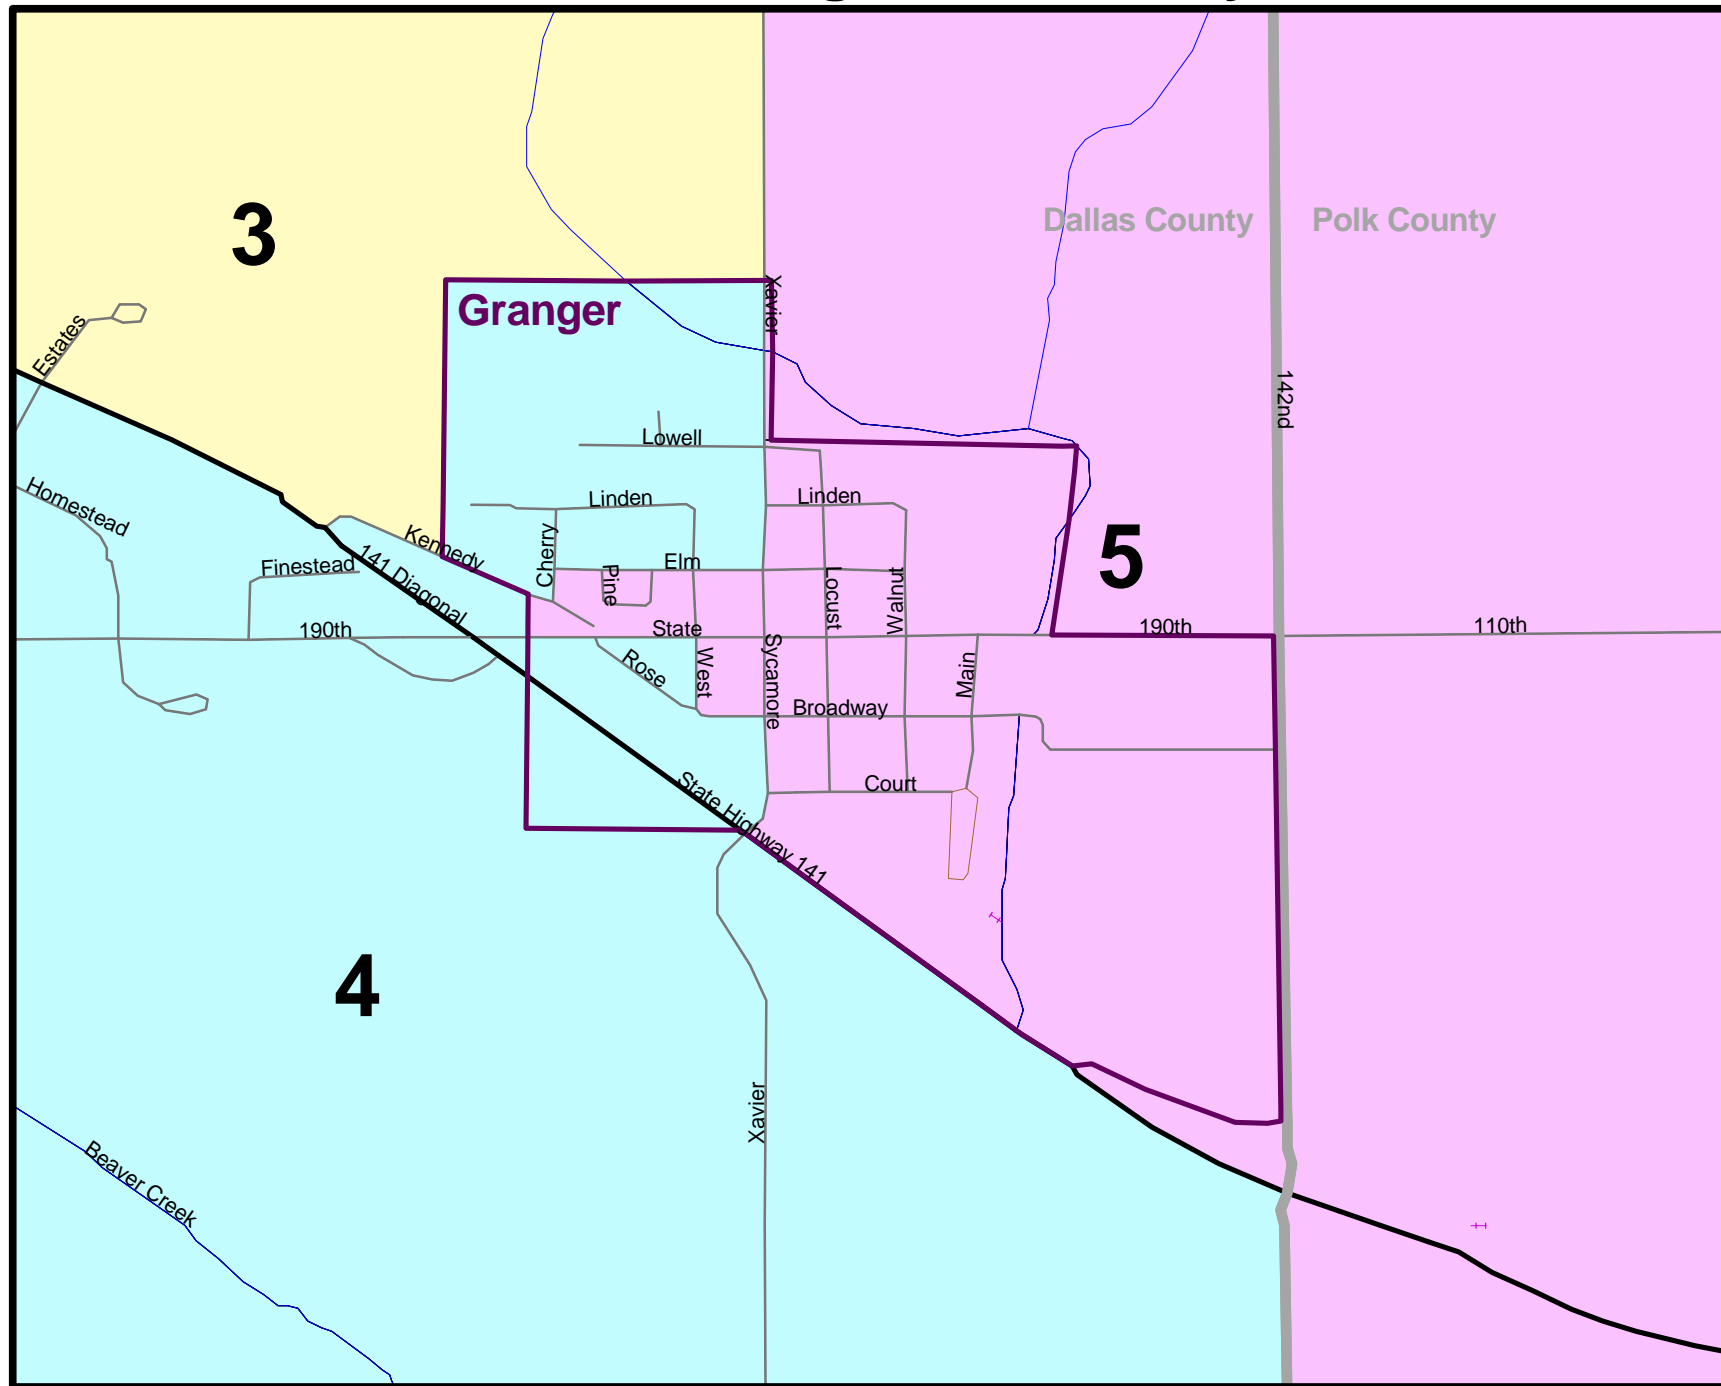 3
Dallas County
Polk County
Granger
Xavier
Estates
142nd
Lowell
Homestead
Linden
Linden
Kennedy
Cherry
141 Diagonal
Finestead
Elm
Pine
Locust
Walnut
5
190th
State
190th
110th
Rose
West
Sycamore
Main
Broadway
Court
State Highway 141
4
Xavier
Beaver Creek